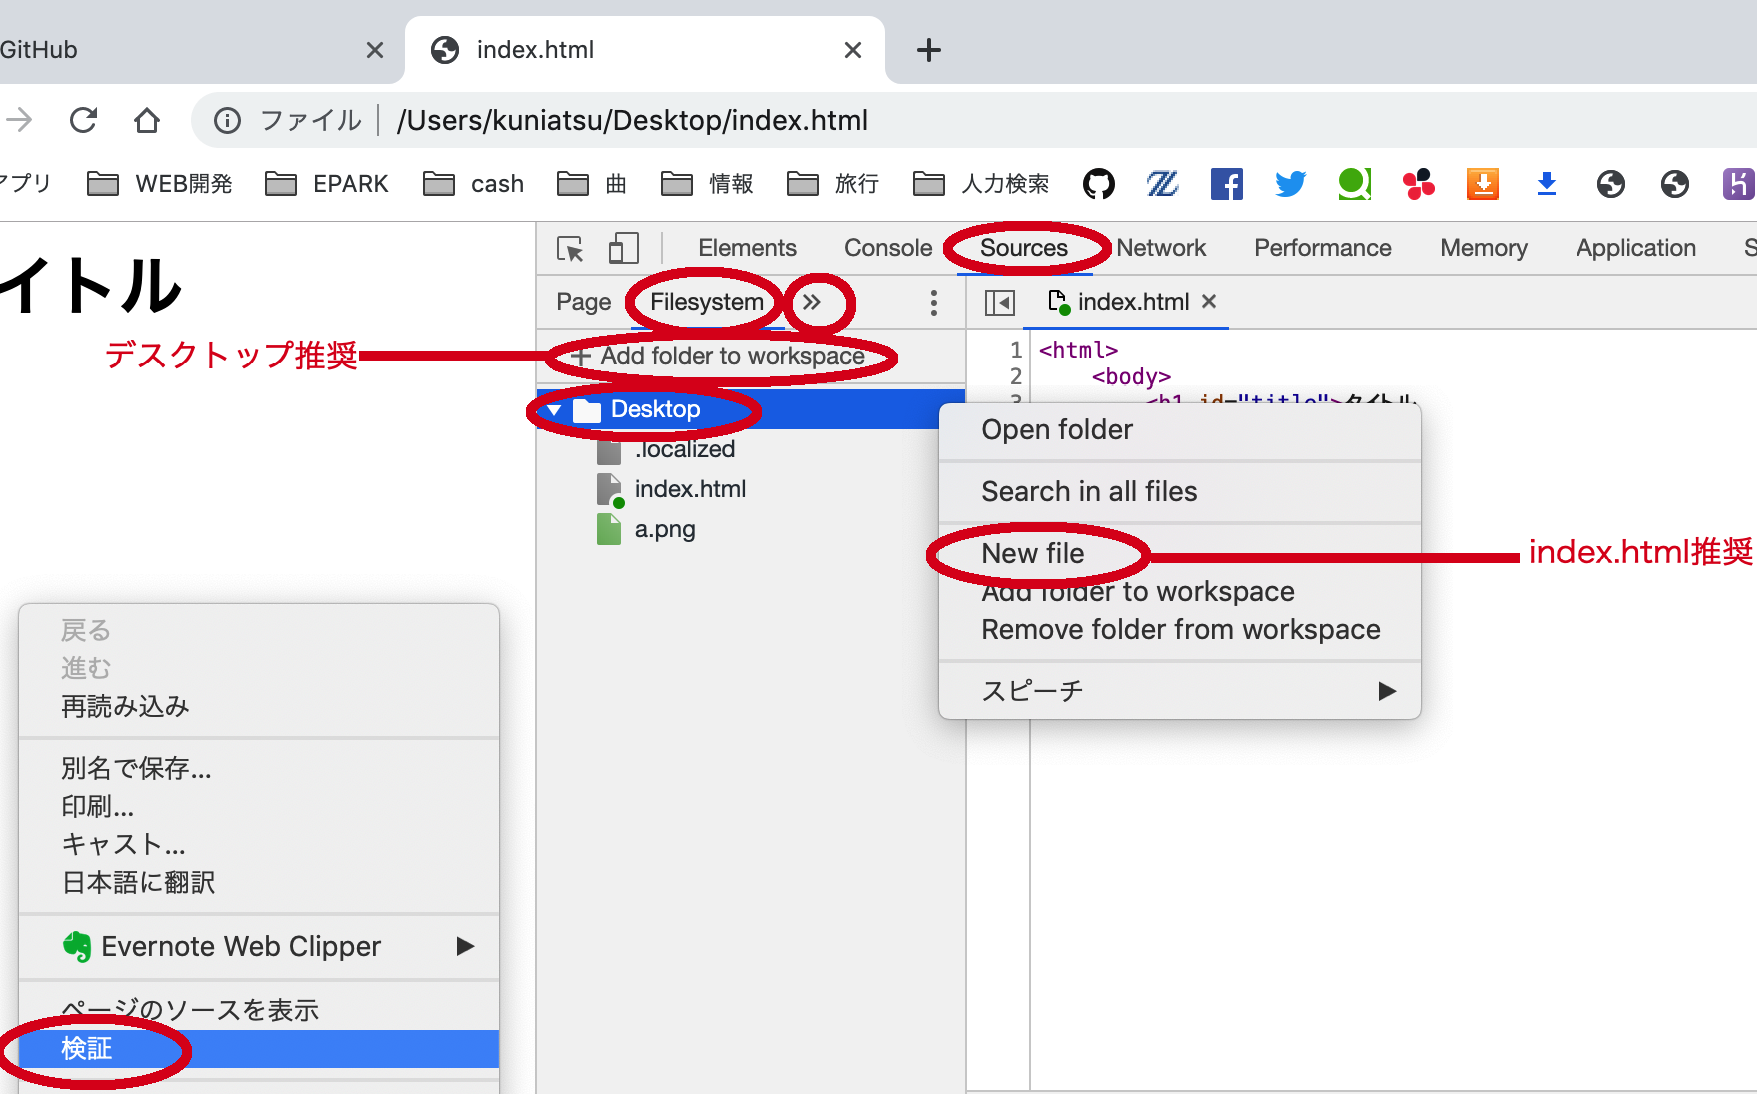 GitHub
index.html
ファイル
/Users/kuniatsu/Desktop/index.html
アプリ
WEB開発
EPARK
cash
曲
情報
旅行
人力検索
イトル
Elements
Console
Sources
Network
Performance
Memory
Application
S
Page
Filesystem
»
index.html
デスクトップ推奨
+ Add folder to workspace
Desktop
.localized
index.html
a.png
1 <html>
2 <body>
3 <h1 id="title">タイトル
Open folder
Search in all files
New file
index.html推奨
Add folder to workspace
Remove folder from workspace
スピーチ
戻る
進む
再読み込み
別名で保存...
印刷...
キャスト...
日本語に翻訳
Evernote Web Clipper
ページのソースを表示
検証